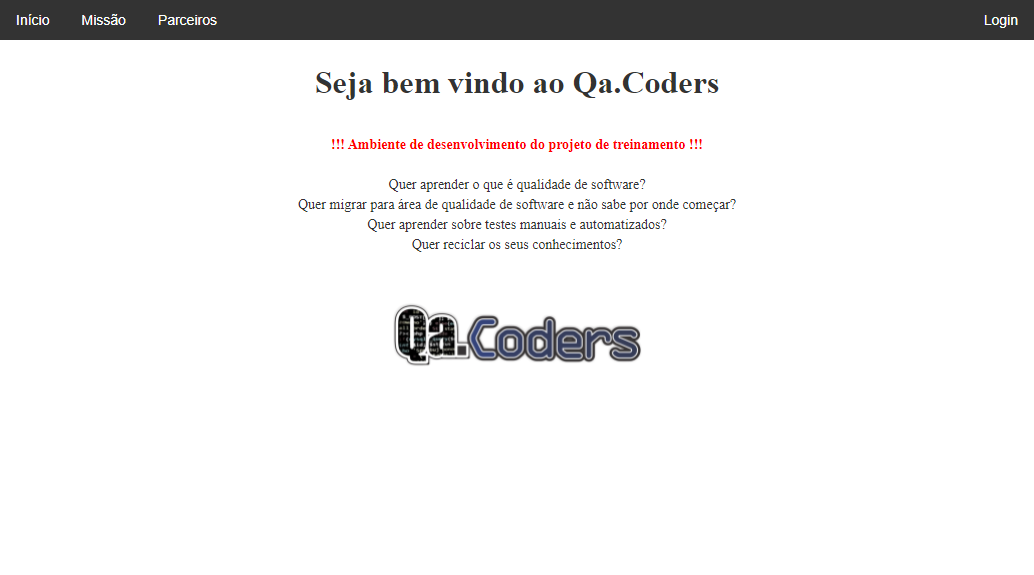 Início Missão Parceiros Login
Seja bem vindo ao Qa.Coders
!!! Ambiente de desenvolvimento do projeto de treinamento !!!
Quer aprender o que é qualidade de software?
Quer migrar para área de qualidade de software e não sabe por onde começar?
Quer aprender sobre testes manuais e automatizados?
Quer reciclar os seus conhecimentos?
Qa.Coders